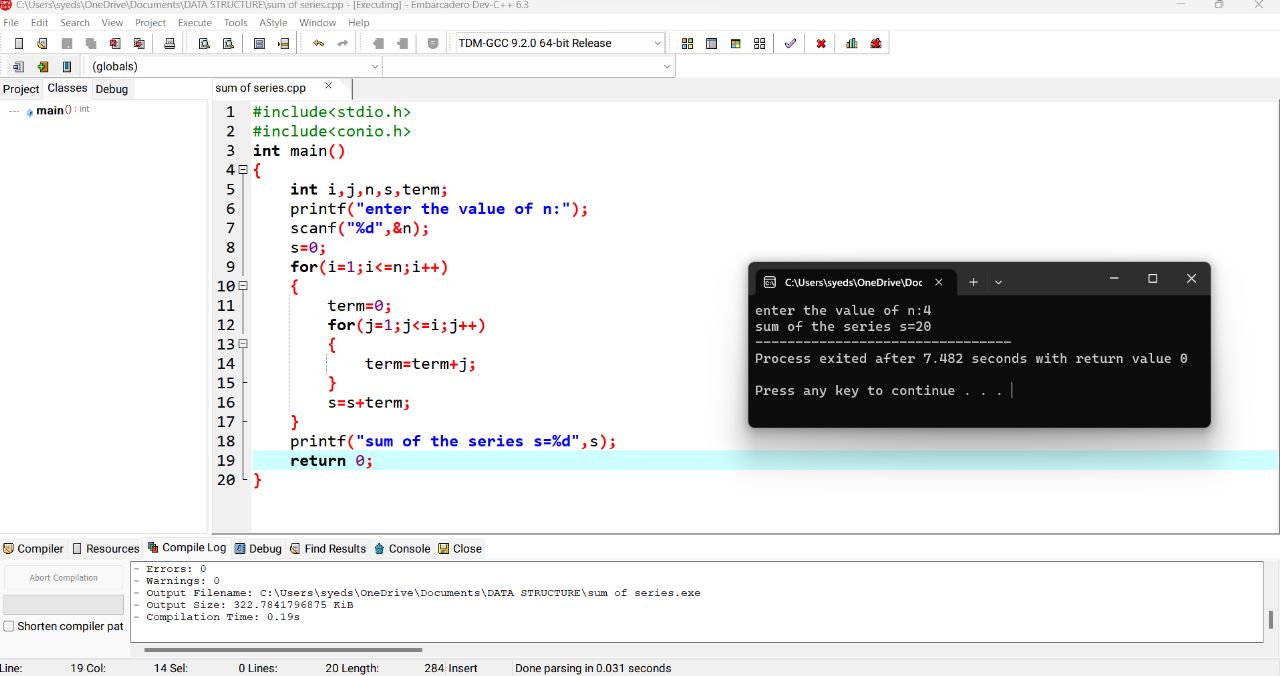 C:\Users\syeds\OneDrive\Documents\DATA STRUCTURE\sum of series.cpp - [Executing] - Embarcadero Dev-C++ 6.3
File Edit Search View Project Execute Tools AStyle Window Help
TDM-GCC 9.2.0 64-bit Release
(globals)
Project Classes Debug
sum of series.cpp
main() : int
1 #include<stdio.h>
2 #include<conio.h>
3 int main()
4 {
5 int i,j,n,s,term;
6 printf("enter the value of n:");
7 scanf("%d",&n);
8 s=0;
9 for(i=1;i<=n;i++)
10 {
11 term=0;
12 for(j=1;j<=i;j++)
13 {
14 term=term+j;
15 }
16 s=s+term;
17 }
18 printf("sum of the series s=%d",s);
19 return 0;
20 }
C:\Users\syeds\OneDrive\Doc
enter the value of n:4
sum of the series s=20
--------------------------------
Process exited after 7.482 seconds with return value 0
Press any key to continue . . .
Compiler Resources Compile Log Debug Find Results Console Close
Abort Compilation
Shorten compiler pat
- Errors: 0
- Warnings: 0
- Output Filename: C:\Users\syeds\OneDrive\Documents\DATA STRUCTURE\sum of series.exe
- Output Size: 322.7841796875 KiB
- Compilation Time: 0.19s
Line: 19 Col: 14 Sel: 0 Lines: 20 Length: 284 Insert Done parsing in 0.031 seconds